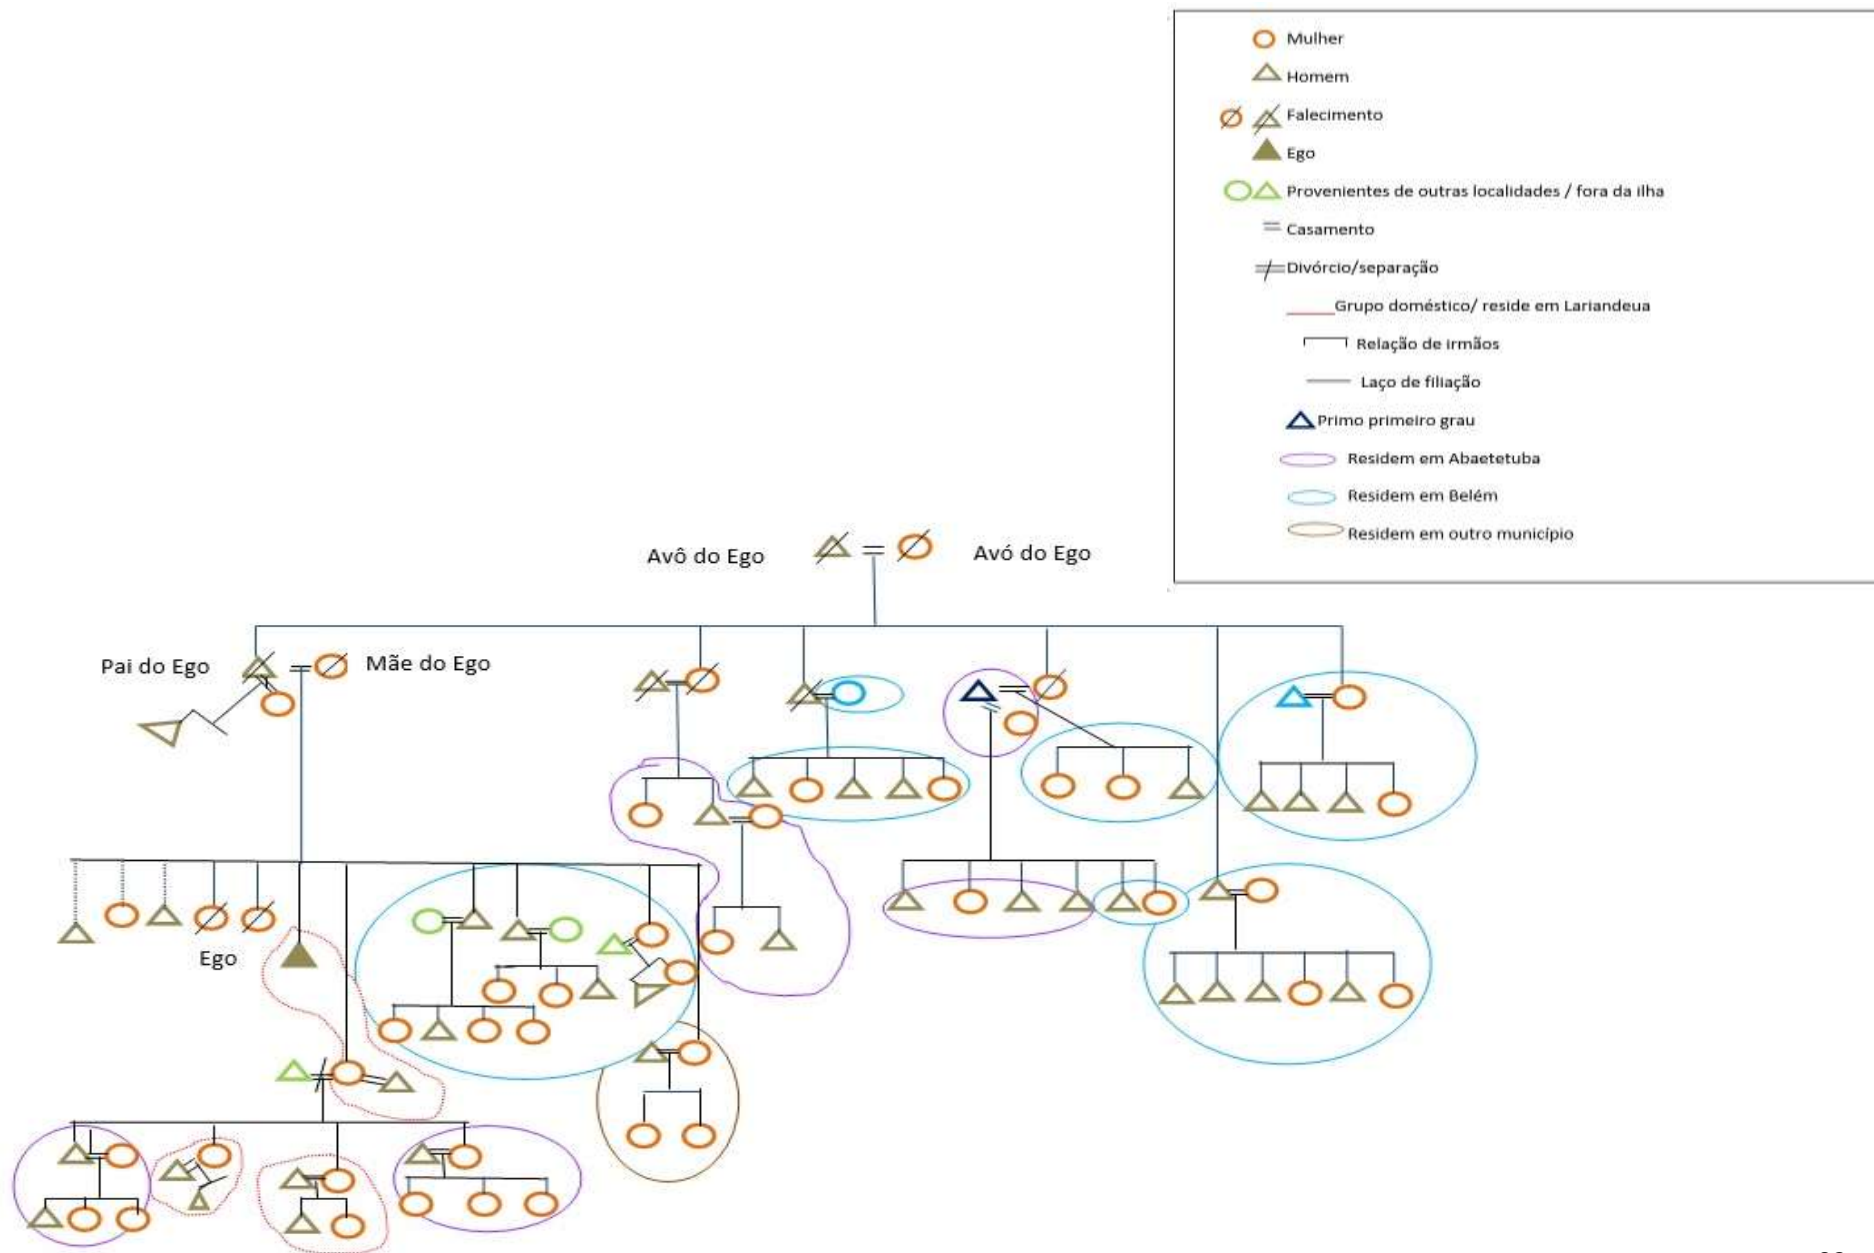 Mulher
Homem
Falecimento
Ego
Provenientes de outras localidades / fora da ilha
Casamento
Divórcio/separação
Grupo doméstico/ reside em Lariandeua
Relação de irmãos
Laço de filiação
Primo primeiro grau
Residem em Abaetetuba
Residem em Belém
Residem em outro município
Avô do Ego
Avó do Ego
Pai do Ego
Mãe do Ego
Ego